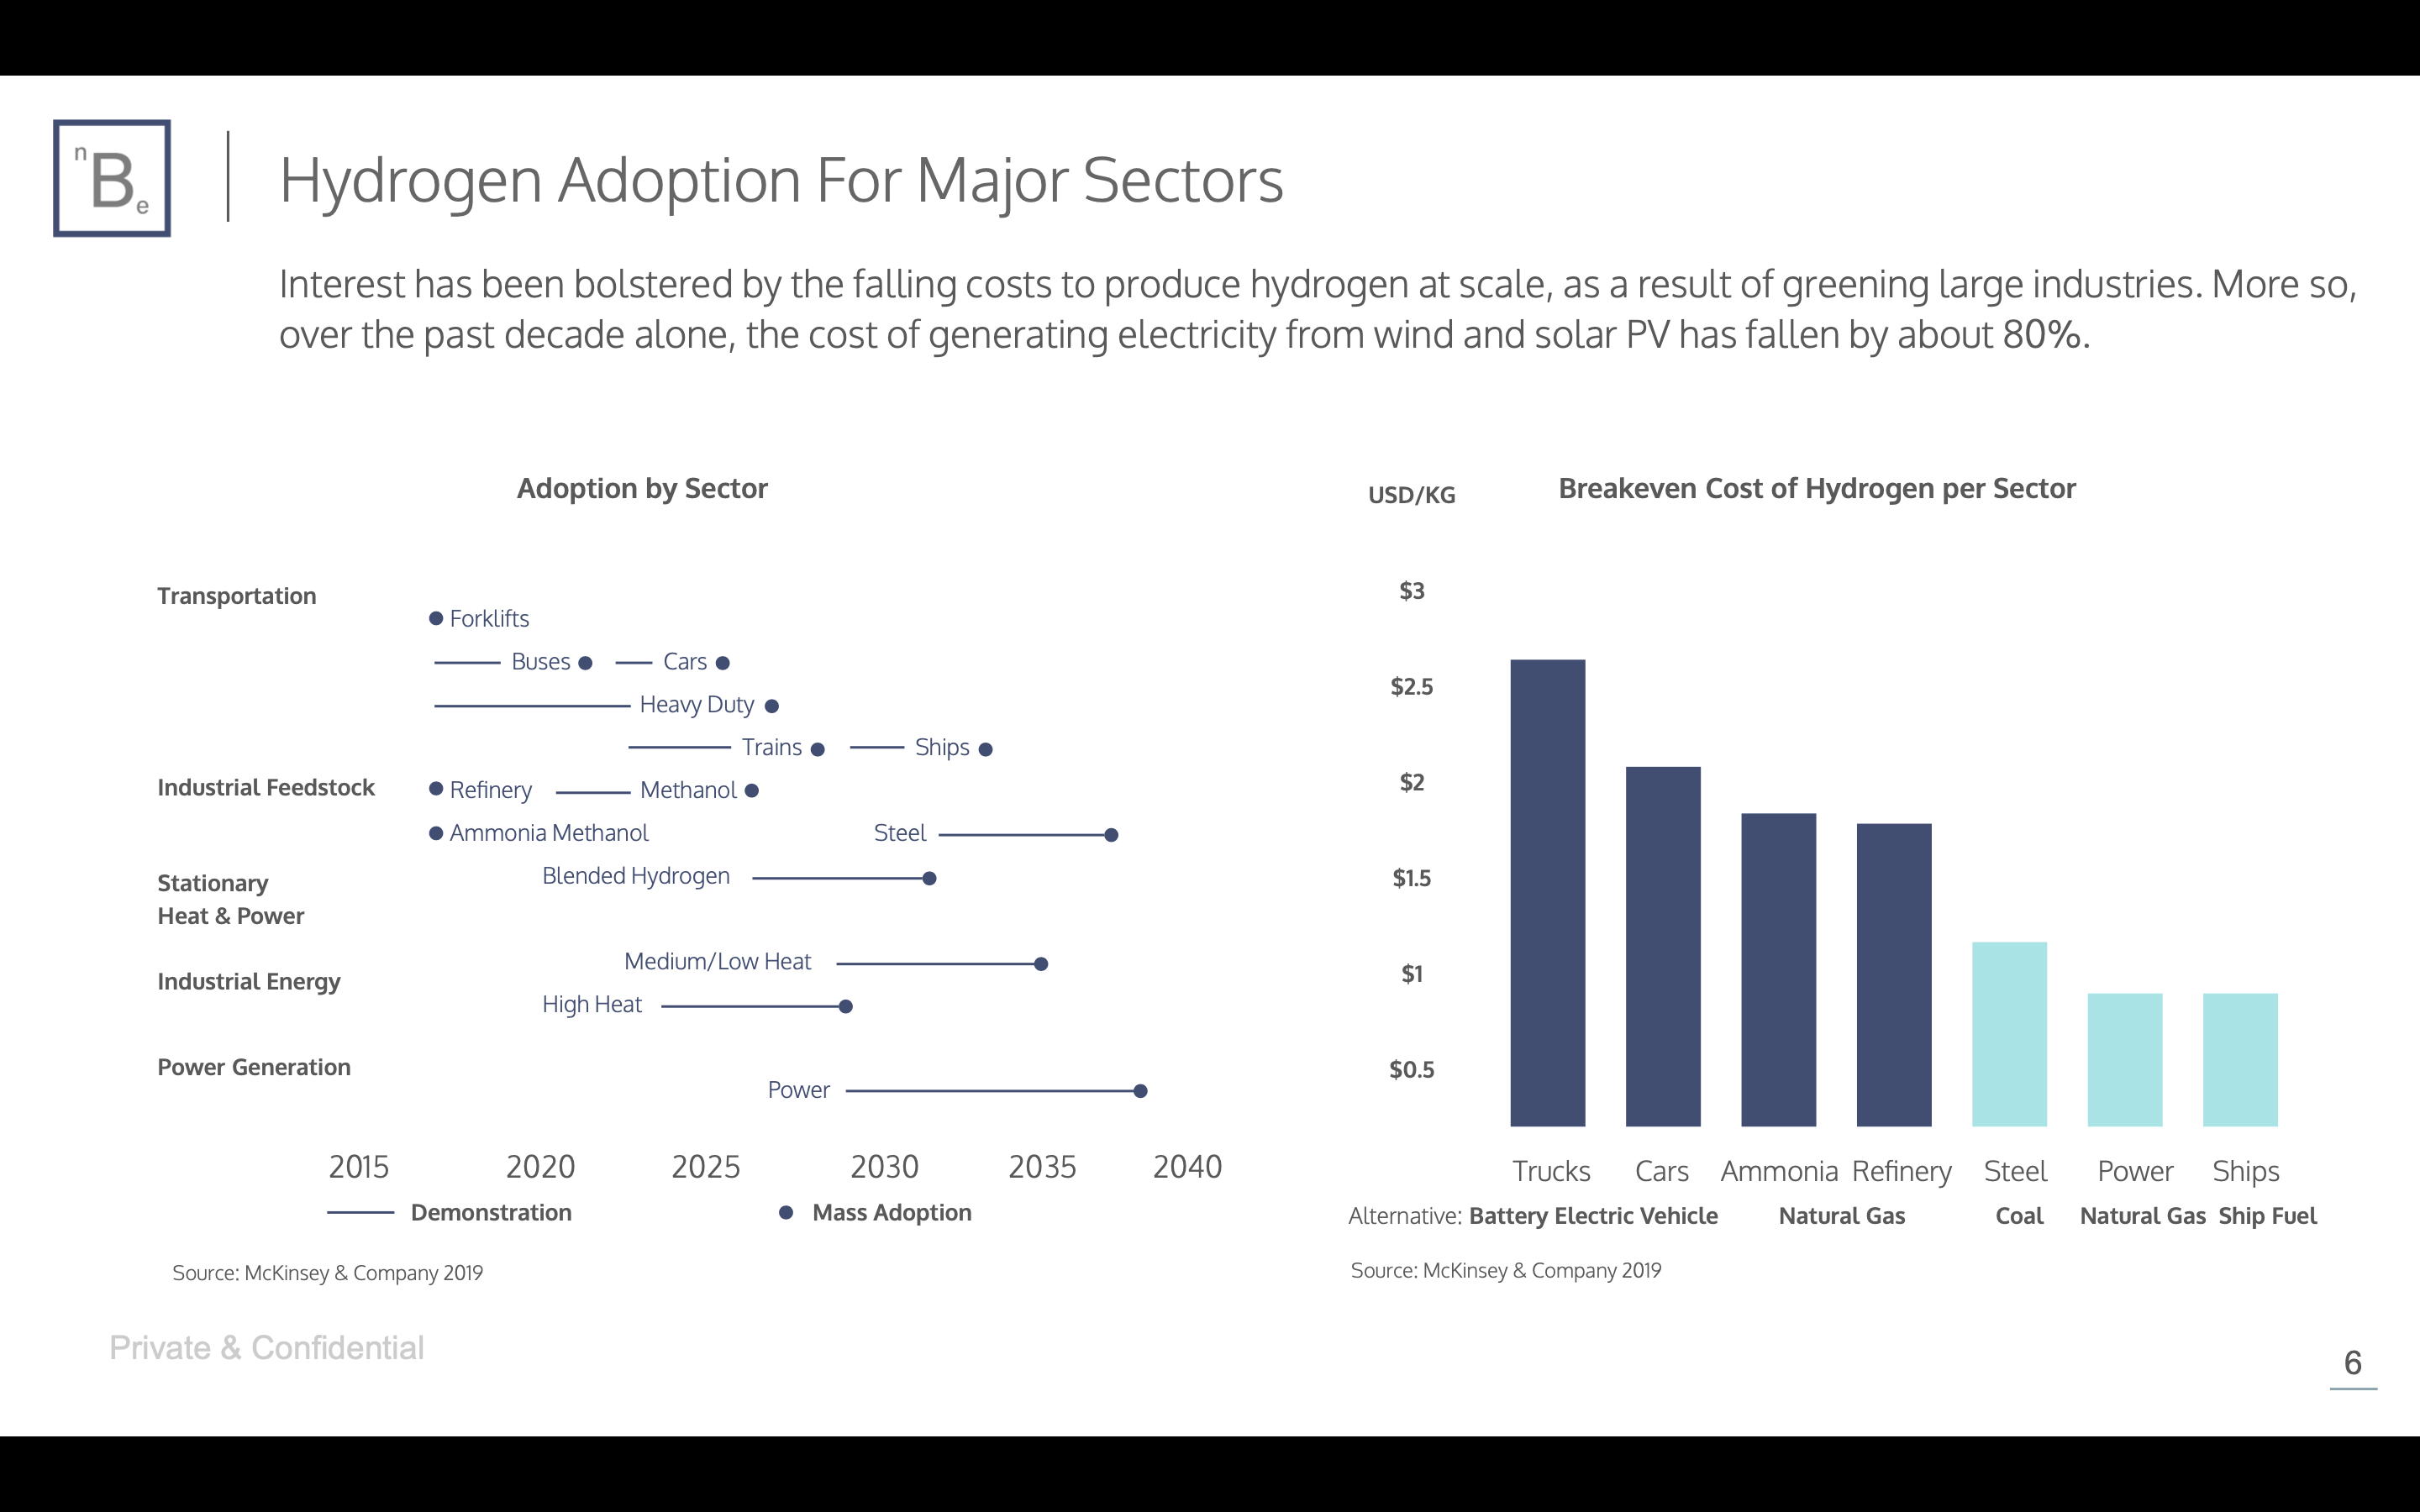 n
B
e
Hydrogen Adoption For Major Sectors
Interest has been bolstered by the falling costs to produce hydrogen at scale, as a result of greening large industries. More so,
over the past decade alone, the cost of generating electricity from wind and solar PV has fallen by about 80%.
Adoption by Sector
Transportation
Forklifts
Buses Cars
Heavy Duty
Trains Ships
Industrial Feedstock Refinery Methanol
Ammonia Methanol Steel
Stationary
Heat & Power
Blended Hydrogen
Medium/Low Heat
Industrial Energy
High Heat
Power Generation
Power
2015 2020 2025 2030 2035 2040
Demonstration Mass Adoption
Source: McKinsey & Company 2019
USD/KG
Breakeven Cost of Hydrogen per Sector
$3
$2.5
$2
$1.5
$1
$0.5
Trucks Cars Ammonia Refinery Steel Power Ships
Alternative: Battery Electric Vehicle Natural Gas Coal Natural Gas Ship Fuel
Source: McKinsey & Company 2019
Private & Confidential
6